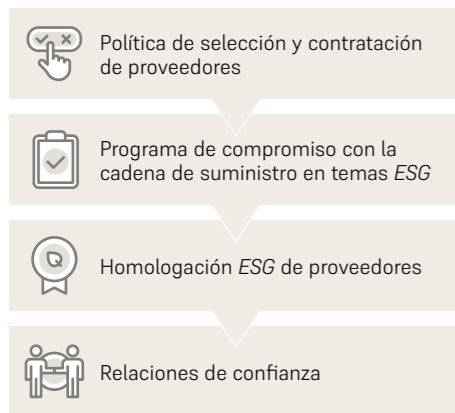 Política de selección y contratación
de proveedores
Programa de compromiso con la
cadena de suministro en temas ESG
Homologación ESG de proveedores
Relaciones de confianza